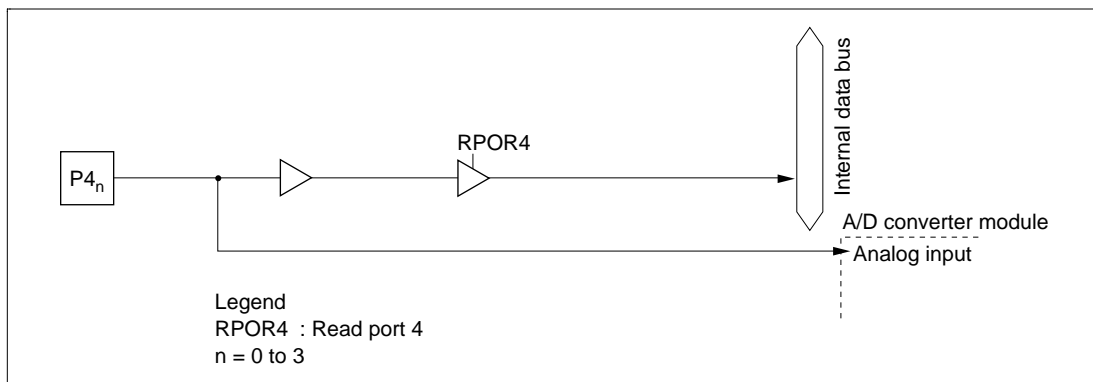 RPOR4
P4n
Internal data bus
A/D converter module
Analog input
Legend
RPOR4 : Read port 4
n = 0 to 3